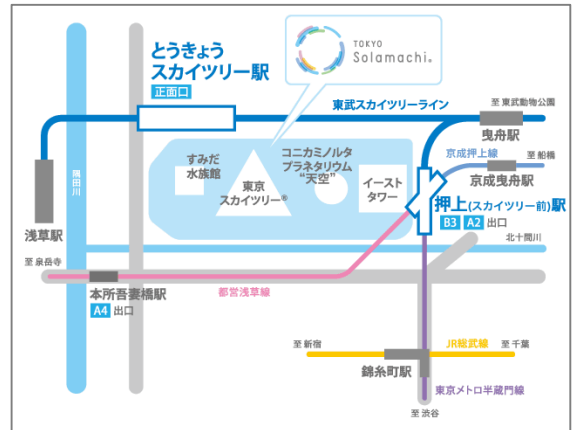 とうきょう
スカイツリー駅
正面口
TOKYO
Solamachi®
東武スカイツリーライン
至 東武動物公園
曳舟駅
京成押上線
至 船橋
京成曳舟駅
すみだ
水族館
東京
スカイツリー®
コニカミノルタ
プラネタリウム
“天空”
イースト
タワー
押上(スカイツリー前)駅
B3 A2 出口
隅田川
浅草駅
北十間川
至 泉岳寺
本所吾妻橋駅
A4 出口
都営浅草線
至 新宿
JR総武線
至 千葉
錦糸町駅
東京メトロ半蔵門線
至 渋谷